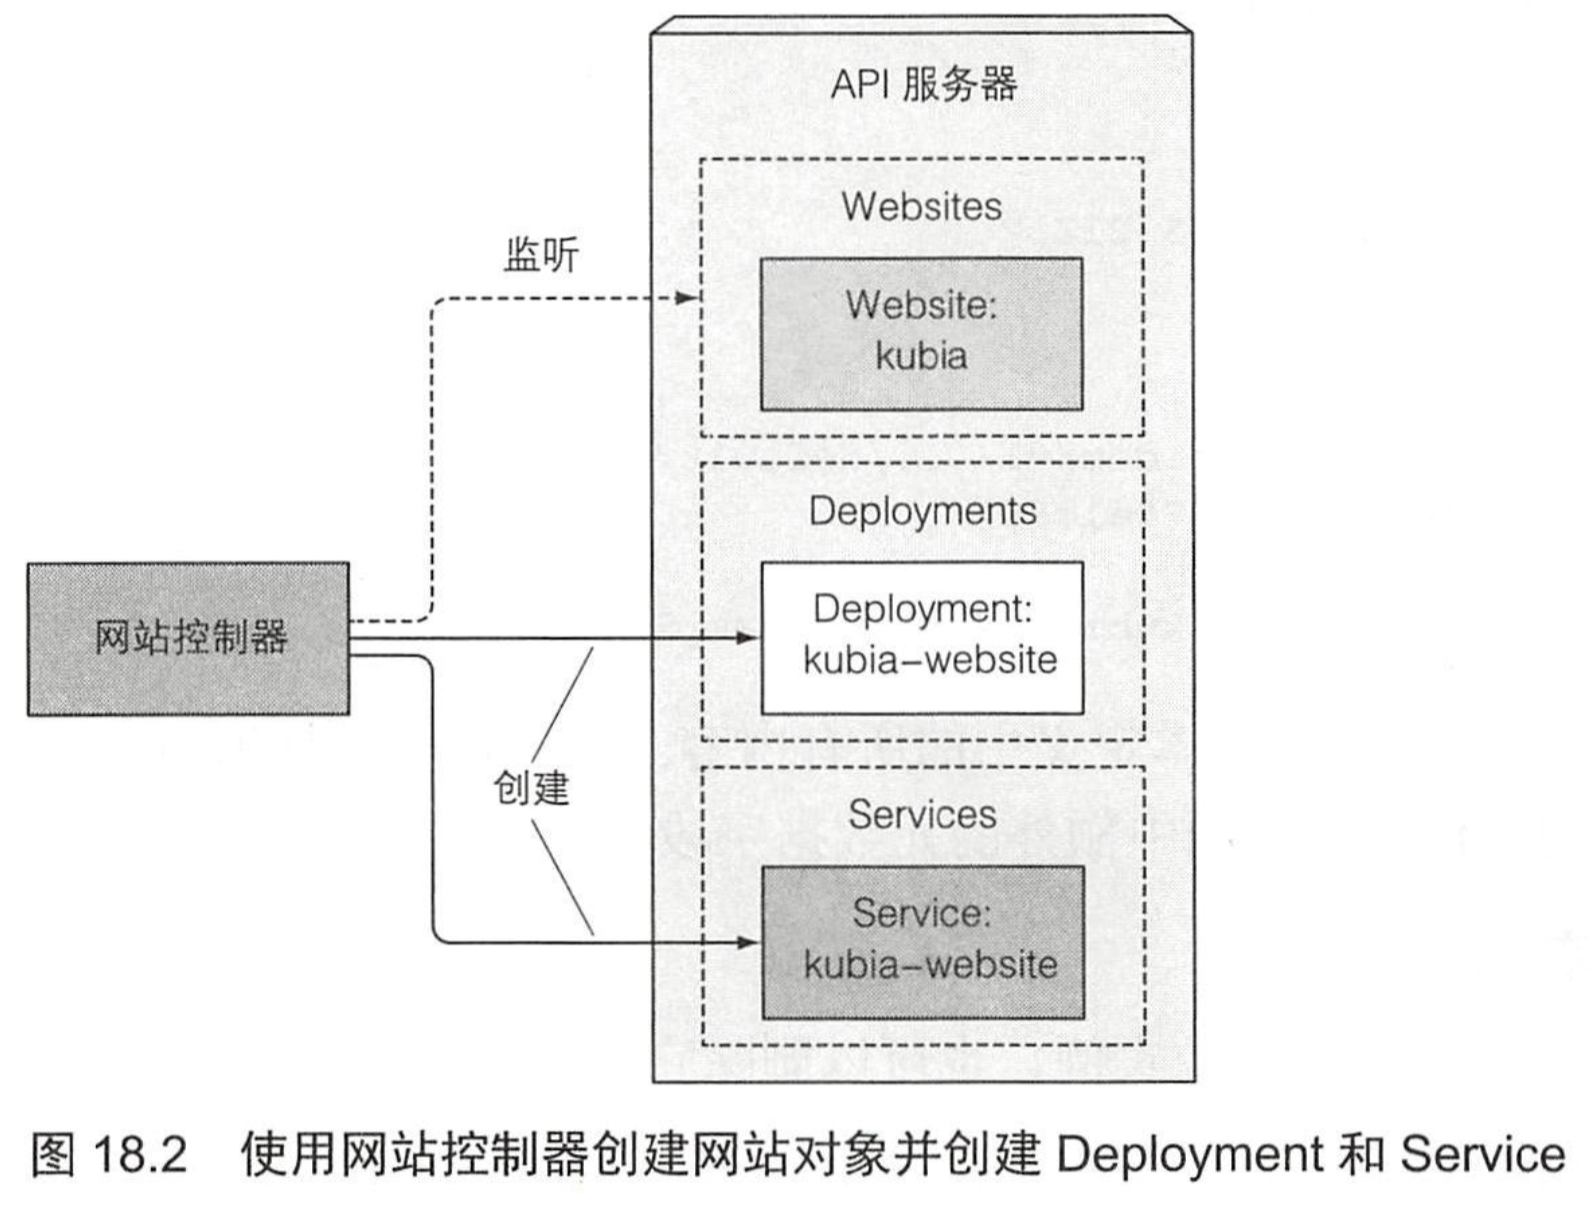 API 服务器
Websites
监听
Website:
kubia
Deployments
网站控制器
Deployment:
kubia–website
创建
Services
Service:
kubia–website
图 18.2 使用网站控制器创建网站对象并创建 Deployment 和 Service